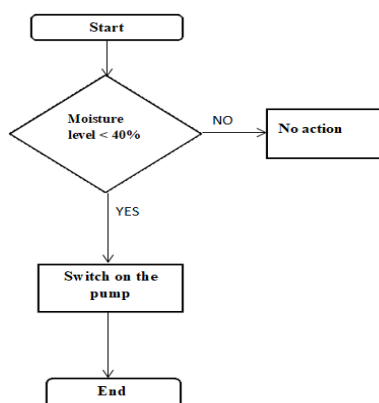 Start
Moisture
level < 40%
NO
No action
YES
Switch on the
pump
End